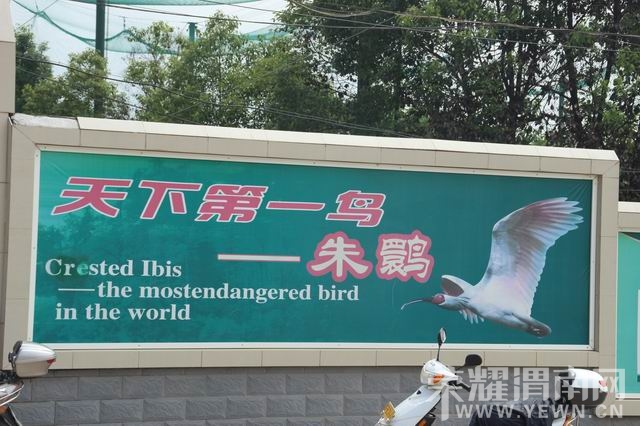 天下第一鸟
——朱鹮
Crested Ibis
——the mostendangered bird
in the world
荣耀渭南网
WWW.YEWN.CN